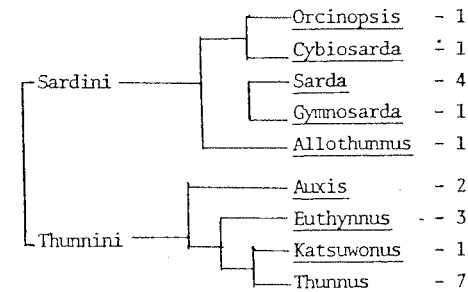 Orcinopsis - 1
Cybiosarda - 1
Sardini
Sarda - 4
Gymnosarda - 1
Allothunnus - 1
Auxis - 2
Euthynnus - 3
Thunnini
Katsuwonus - 1
Thunnus - 7